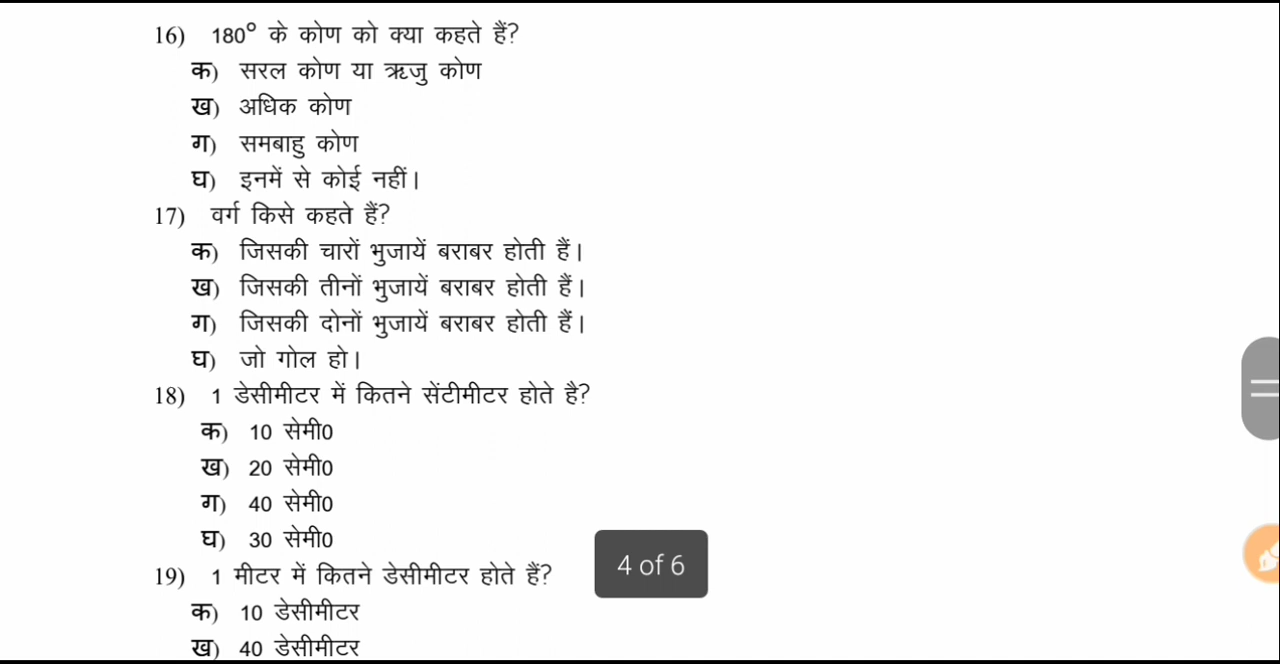 16) 180° के कोण को क्या कहते हैं?
क) सरल कोण या ऋजु कोण
ख) अधिक कोण
ग) समबाहु कोण
घ) इनमें से कोई नहीं।
17) वर्ग किसे कहते हैं?
क) जिसकी चारों भुजायें बराबर होती हैं।
ख) जिसकी तीनों भुजायें बराबर होती हैं।
ग) जिसकी दोनों भुजायें बराबर होती हैं।
घ) जो गोल हो।
18) 1 डेसीमीटर में कितने सेंटीमीटर होते है?
क) 10 सेमी0
ख) 20 सेमी0
ग) 40 सेमी0
घ) 30 सेमी0
4 of 6
19) 1 मीटर में कितने डेसीमीटर होते हैं?
क) 10 डेसीमीटर
ख) 40 डेसीमीटर